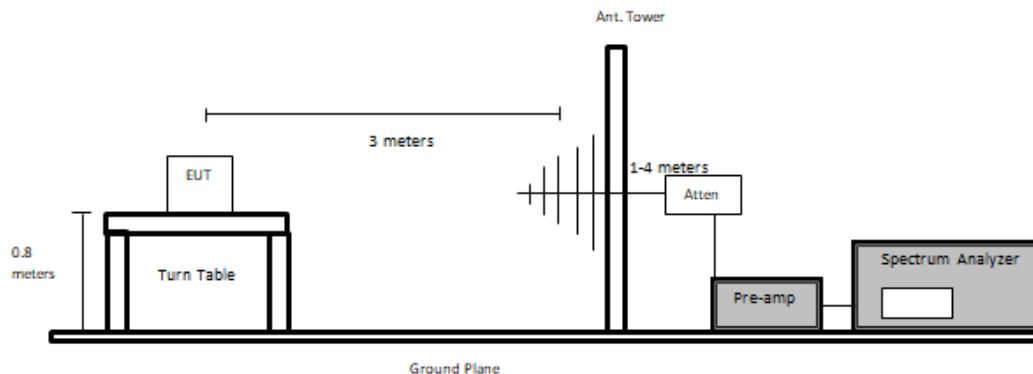 Ant. Tower
3 meters
1-4 meters
EUT
Atten
0.8
meters
Turn Table
Spectrum Analyzer
Pre-amp
Ground Plane